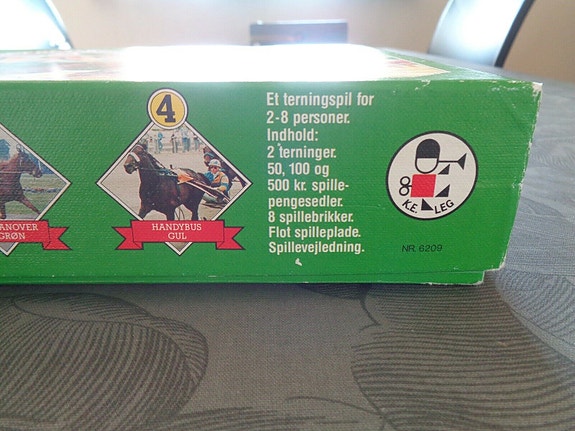 ANOVER
GRØN
4
HANDYBUS
GUL
Et terningspil for
2-8 personer.
Indhold:
2 terninger.
50, 100 og
500 kr. spille-
pengesedler.
8 spillebrikker.
Flot spilleplade.
Spillevejledning.
K.E. LEG
NR. 6209